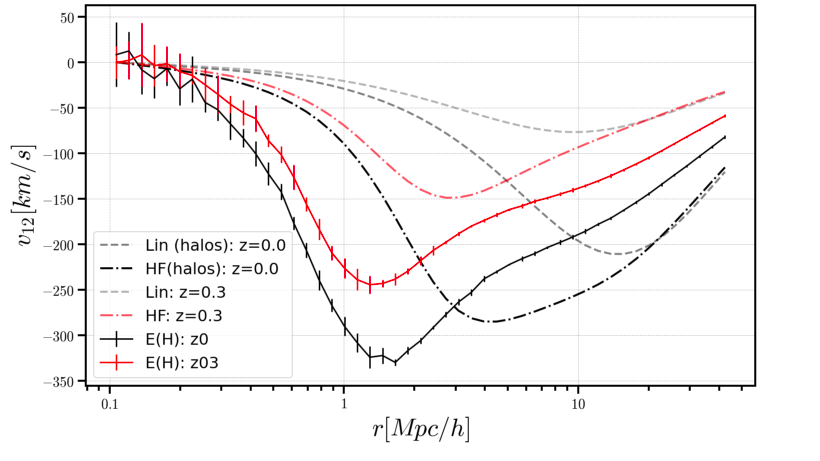 50
0
−50
−100
−150
−200
−250
−300
−350
v12[km/s]
Lin (halos): z=0.0
HF(halos): z=0.0
Lin: z=0.3
HF: z=0.3
E(H): z0
E(H): z03
0.1
1
10
r[Mpc/h]